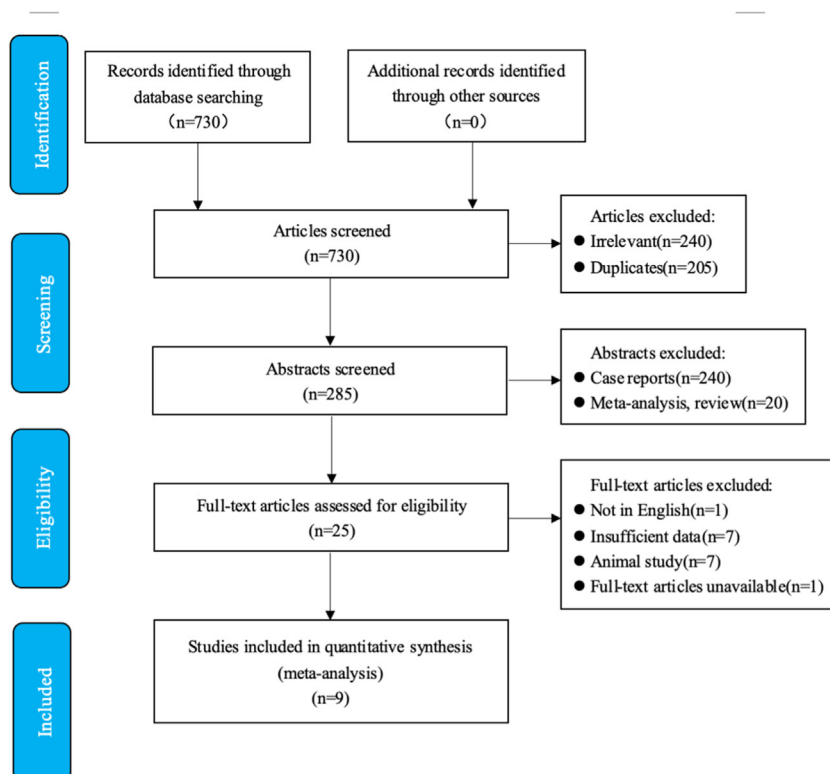 Identification
Records identified through
database searching
（n=730）
Additional records identified
through other sources
（n=0）
Articles screened
(n=730)
Articles excluded:
● Irrelevant(n=240)
● Duplicates(n=205)
Screening
Abstracts screened
(n=285)
Abstracts excluded:
● Case reports(n=240)
● Meta-analysis, review(n=20)
Eligibility
Full-text articles assessed for eligibility
(n=25)
Full-text articles excluded:
● Not in English(n=1)
● Insufficient data(n=7)
● Animal study(n=7)
● Full-text articles unavailable(n=1)
Included
Studies included in quantitative synthesis
(meta-analysis)
(n=9)